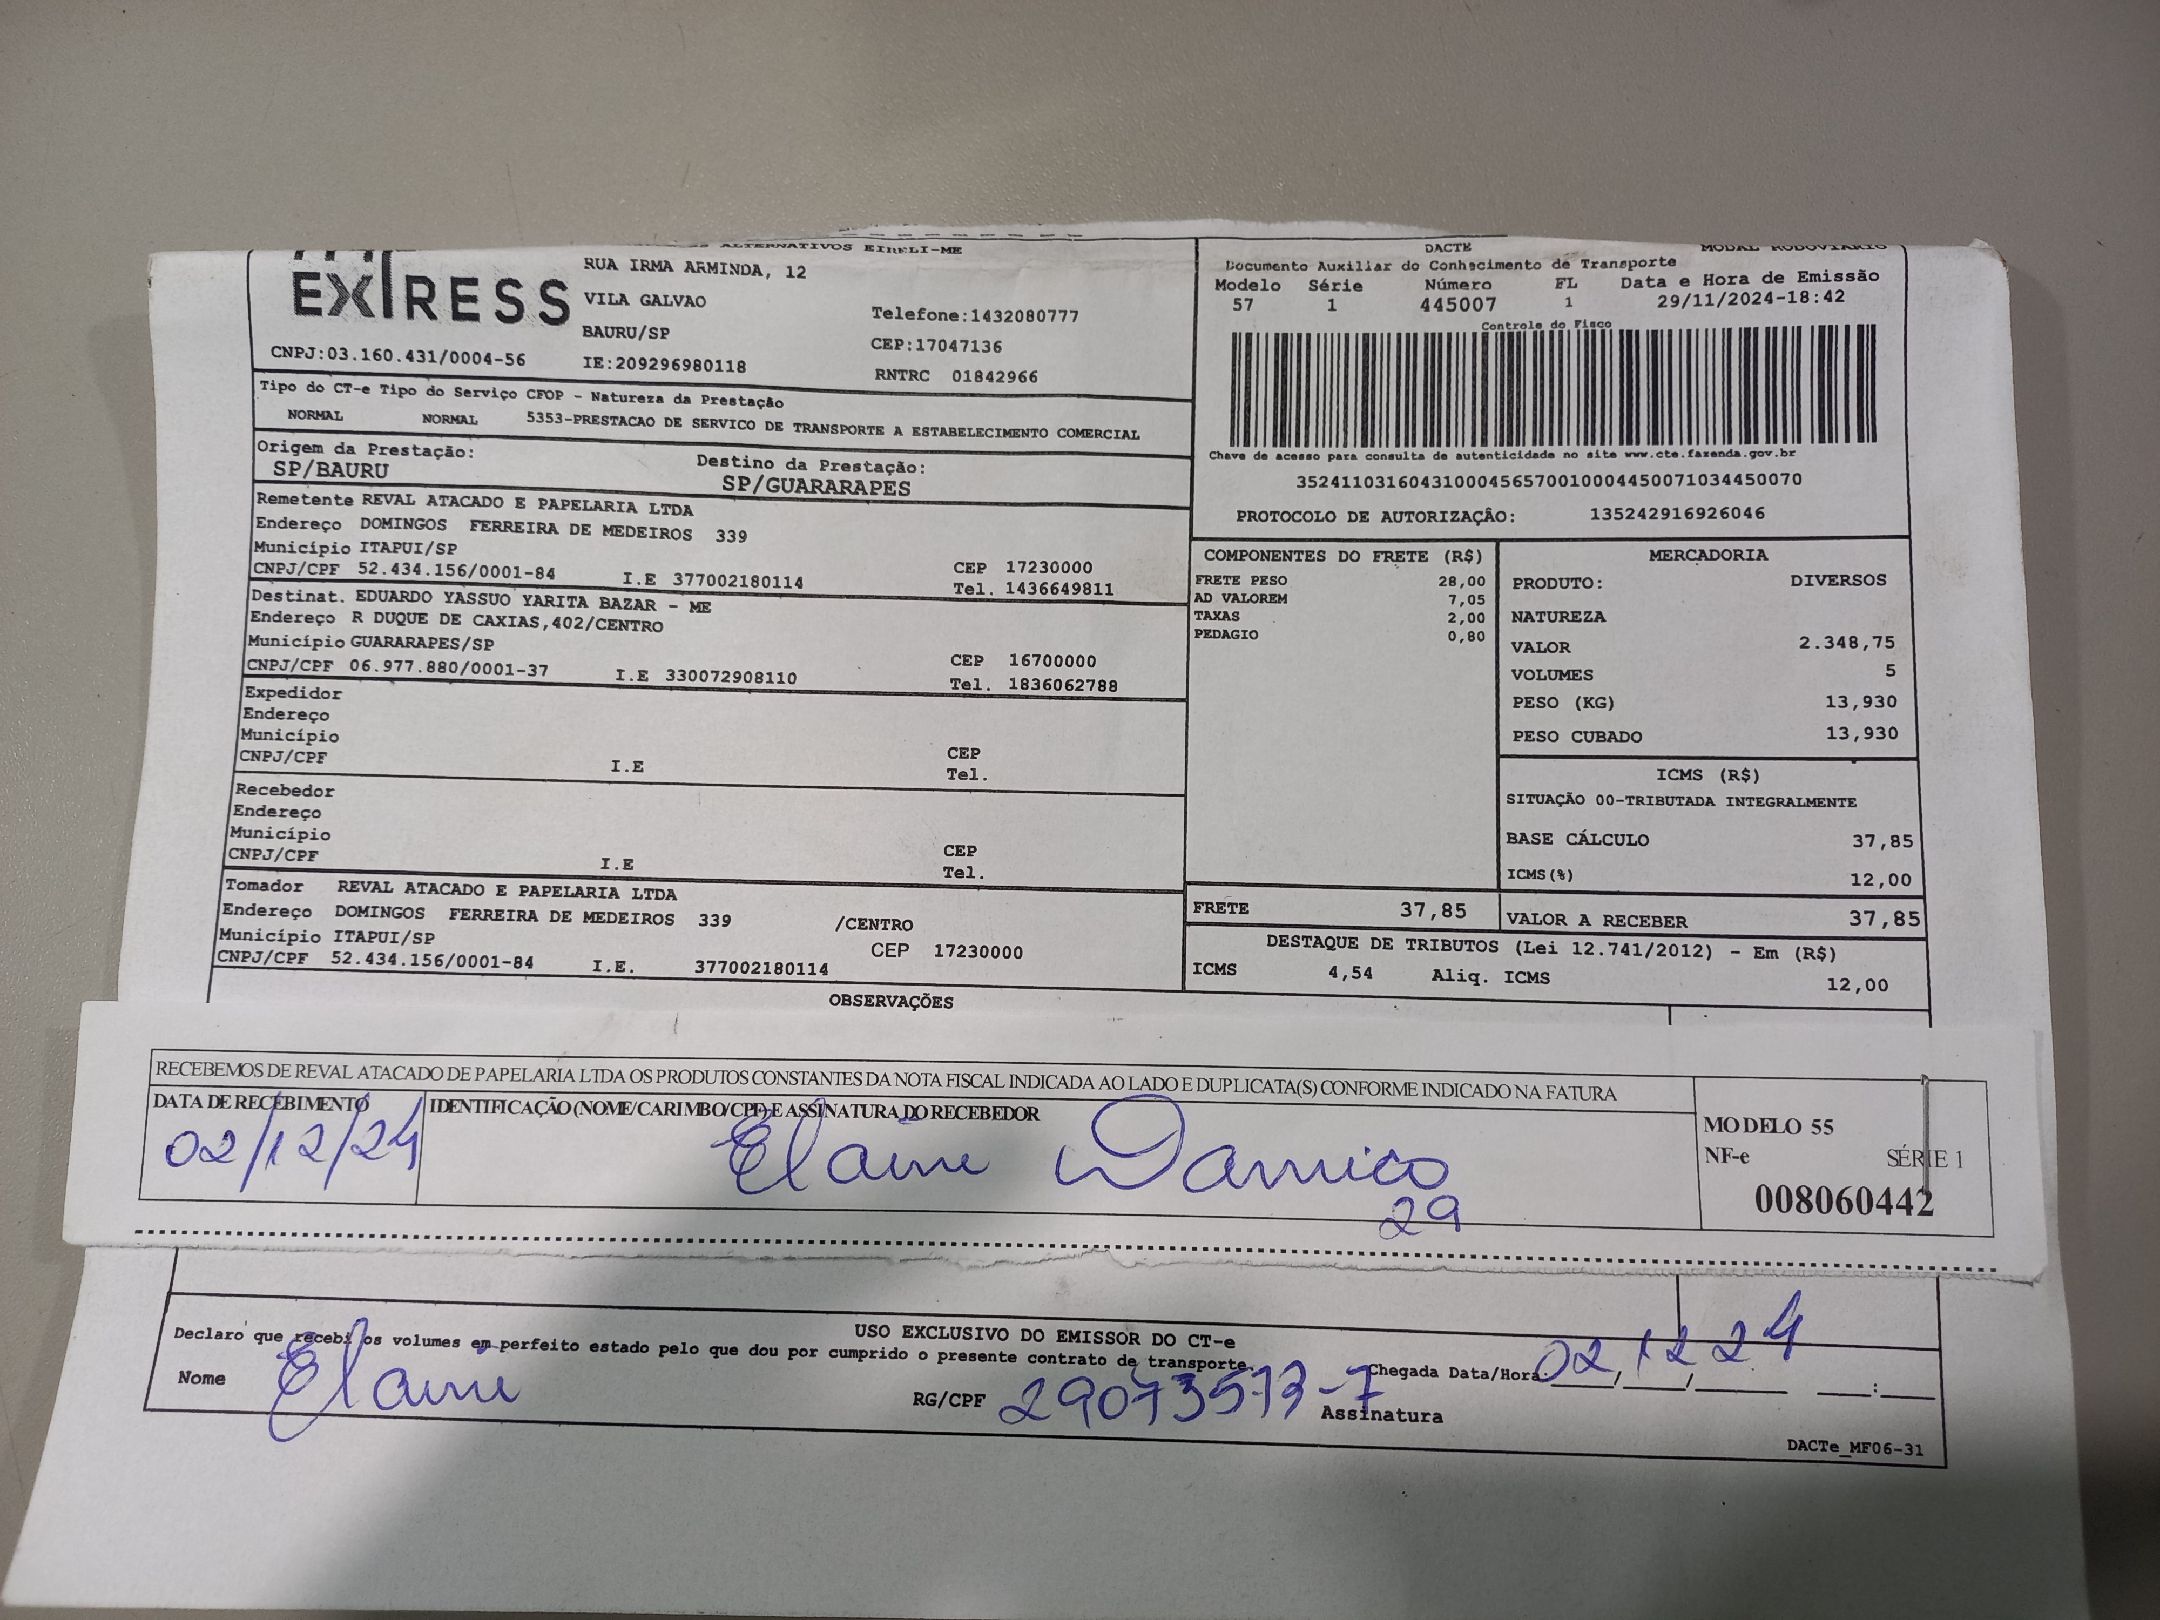 ALTERNATIVOS EIRELI-ME
EXPRESS
RUA IRMA ARMINDA, 12
VILA GALVAO
BAURU/SP
Telefone:1432080777
CEP:17047136
CNPJ:03.160.431/0004-56
IE:209296980118
RNTRC 01842966
Tipo do CT-e Tipo do Serviço CFOP - Natureza da Prestação
NORMAL NORMAL 5353-PRESTACAO DE SERVICO DE TRANSPORTE A ESTABELECIMENTO COMERCIAL
Origem da Prestação: Destino da Prestação:
SP/BAURU SP/GUARARAPES
Remetente REVAL ATACADO E PAPELARIA LTDA
Endereço DOMINGOS FERREIRA DE MEDEIROS 339
Município ITAPUI/SP CEP 17230000
CNPJ/CPF 52.434.156/0001-84 I.E 377002180114 Tel. 1436649811
Destinat. EDUARDO YASSUO YARITA BAZAR - ME
Endereço R DUQUE DE CAXIAS,402/CENTRO
Município GUARARAPES/SP CEP 16700000
CNPJ/CPF 06.977.880/0001-37 I.E 330072908110 Tel. 1836062788
Expedidor
Endereço
Município CEP
CNPJ/CPF I.E Tel.
Recebedor
Endereço
Município CEP
CNPJ/CPF I.E Tel.
Tomador REVAL ATACADO E PAPELARIA LTDA
Endereço DOMINGOS FERREIRA DE MEDEIROS 339 /CENTRO
Município ITAPUI/SP CEP 17230000
CNPJ/CPF 52.434.156/0001-84 I.E. 377002180114
DACTE MODAL RODOVIÁRIO
Documento Auxiliar do Conhecimento de Transporte
Modelo Série Número FL Data e Hora de Emissão
57 1 445007 1 29/11/2024-18:42
Controle do Fisco
Chave de acesso para consulta de autenticidade no site www.cte.fazenda.gov.br
35241103160431000456570010004450071034450070
PROTOCOLO DE AUTORIZAÇÂO: 135242916926046
COMPONENTES DO FRETE (R$)
FRETE PESO 28,00
AD VALOREM 7,05
TAXAS 2,00
PEDAGIO 0,80
MERCADORIA
PRODUTO: DIVERSOS
NATUREZA
VALOR 2.348,75
VOLUMES 5
PESO (KG) 13,930
PESO CUBADO 13,930
ICMS (R$)
SITUAÇÃO 00-TRIBUTADA INTEGRALMENTE
BASE CÁLCULO 37,85
ICMS(%) 12,00
FRETE 37,85
VALOR A RECEBER 37,85
DESTAQUE DE TRIBUTOS (Lei 12.741/2012) - Em (R$)
ICMS 4,54 Aliq. ICMS 12,00
OBSERVAÇÕES
RECEBEMOS DE REVAL ATACADO DE PAPELARIA LTDA OS PRODUTOS CONSTANTES DA NOTA FISCAL INDICADA AO LADO E DUPLICATA(S) CONFORME INDICADO NA FATURA
DATA DE RECEBIMENTO IDENTIFICAÇÃO (NOME/CARIMBO/CPF) E ASSINATURA DO RECEBEDOR
02/12/24 Elaine Damico
29
MODELO 55
NF-e SÉRIE 1
008060442
USO EXCLUSIVO DO EMISSOR DO CT-e
Declaro que recebi os volumes em perfeito estado pelo que dou por cumprido o presente contrato de transporte.
Nome Elaine RG/CPF 29073573-7 Chegada Data/Hora: 02/12/24
Assinatura
DACTe_MF06-31